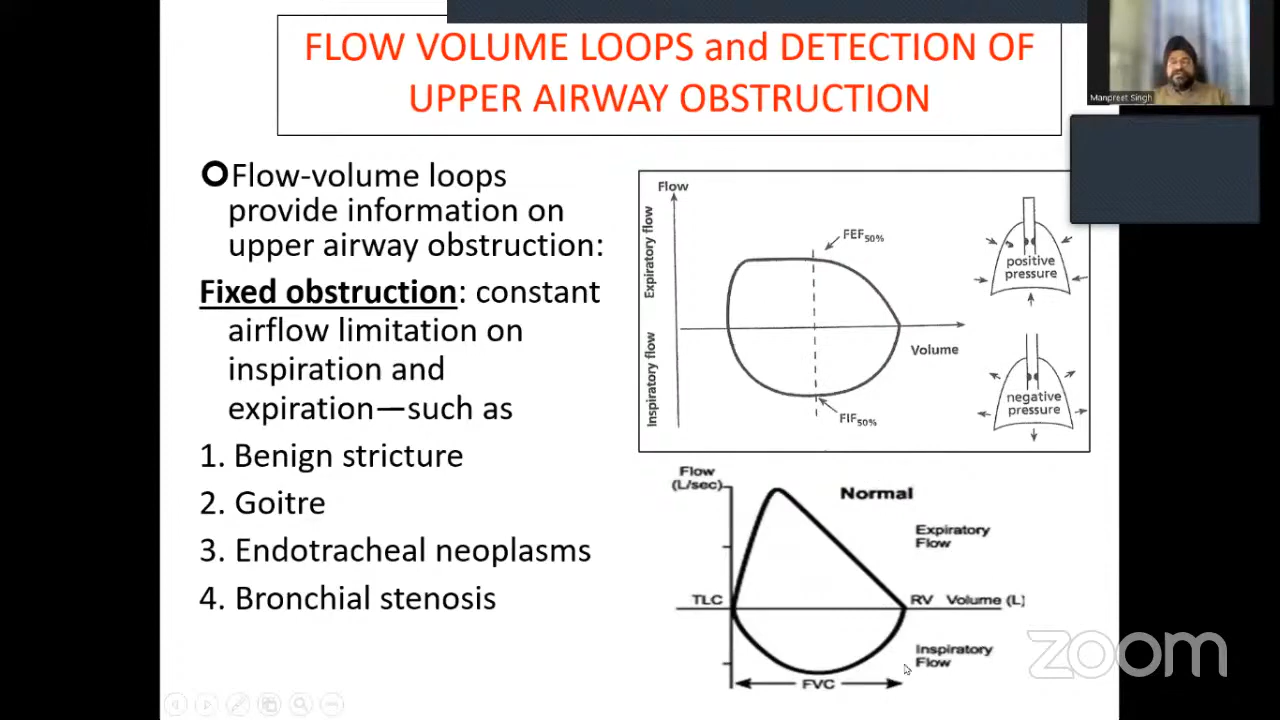 FLOW VOLUME LOOPS and DETECTION OF
UPPER AIRWAY OBSTRUCTION
Manpreet Singh
Flow-volume loops
provide information on
upper airway obstruction:
Fixed obstruction: constant
airflow limitation on
inspiration and
expiration—such as
1. Benign stricture
2. Goitre
3. Endotracheal neoplasms
4. Bronchial stenosis
Flow
Expiratory flow
Inspiratory flow
FEF50%
Volume
FIF50%
positive
pressure
negative
pressure
Flow
(L/sec)
Normal
Expiratory
Flow
TLC
RV Volume (L)
Inspiratory
Flow
FVC
zoom